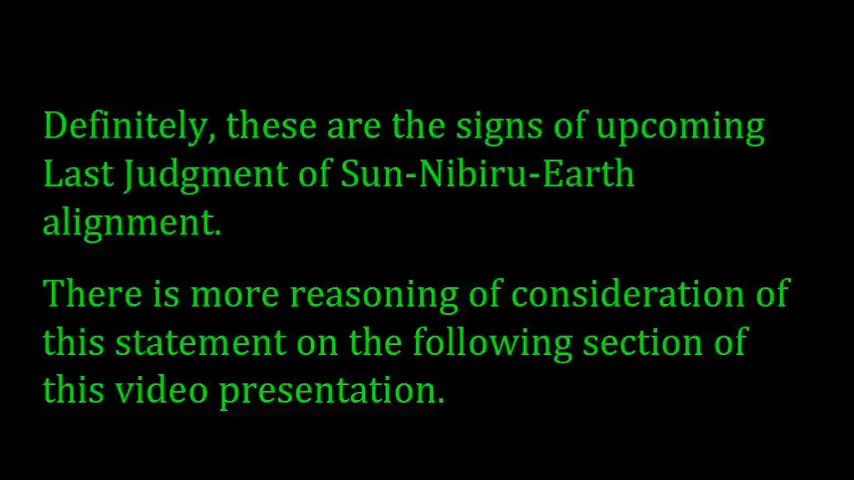 Definitely, these are the signs of upcoming
Last Judgment of Sun-Nibiru-Earth
alignment.
There is more reasoning of consideration of
this statement on the following section of
this video presentation.